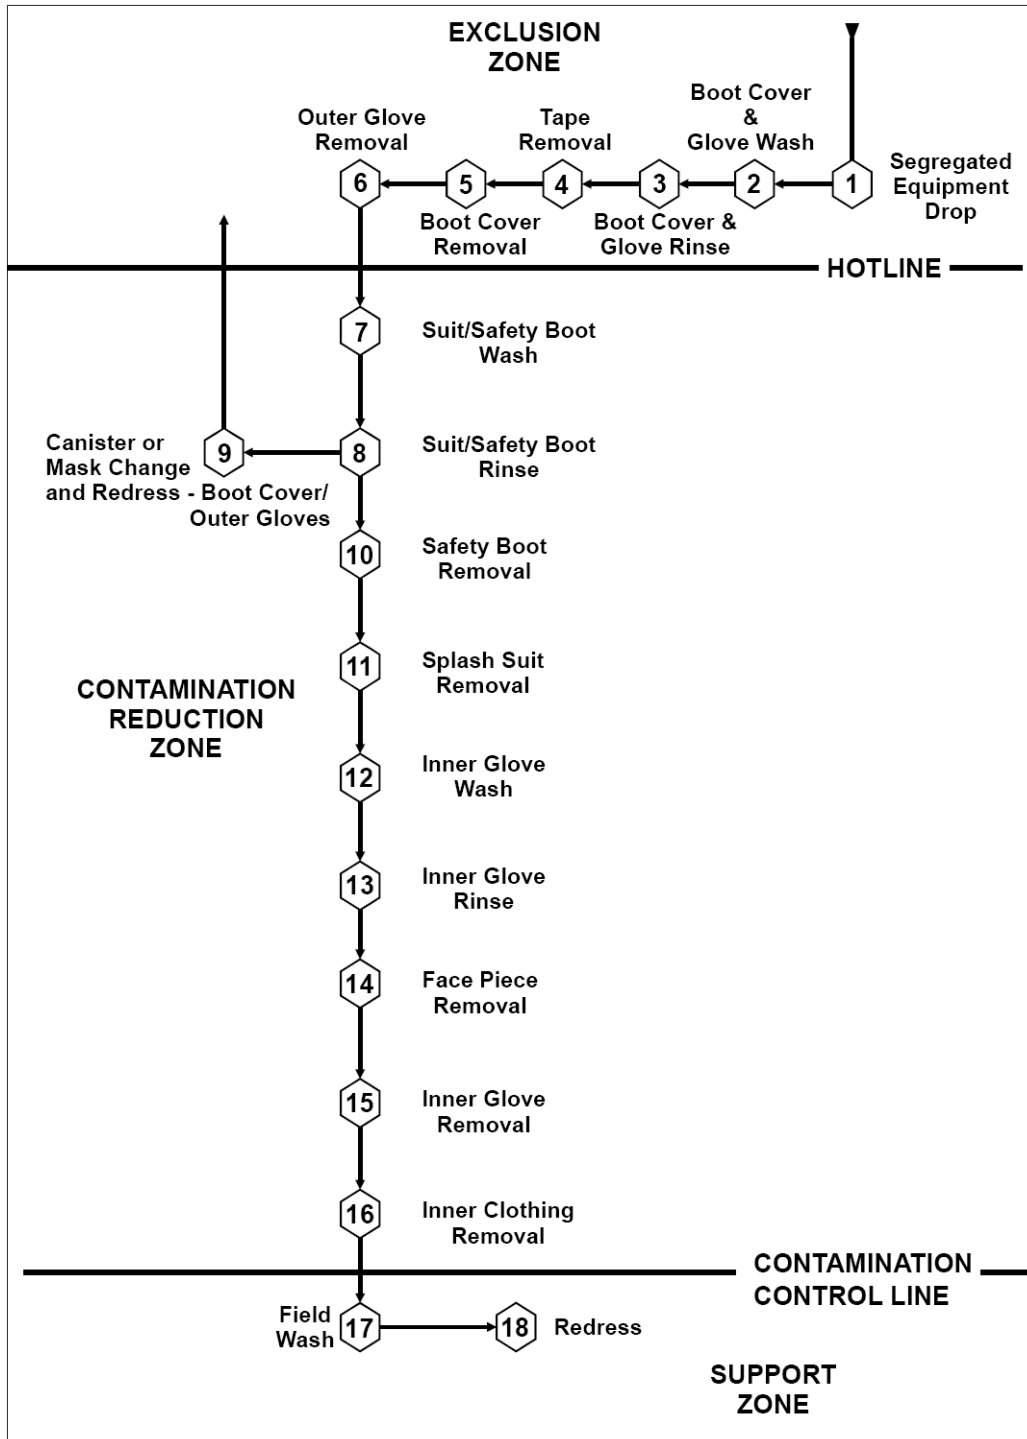 EXCLUSION
ZONE
Boot Cover
&
Glove Wash
Outer Glove
Removal
Tape
Removal
Segregated
Equipment
Drop
6
5
4
3
2
1
Boot Cover
Removal
Boot Cover &
Glove Rinse
HOTLINE
7
Suit/Safety Boot
Wash
Canister or
Mask Change
and Redress - Boot Cover/
Outer Gloves
9
8
Suit/Safety Boot
Rinse
10
Safety Boot
Removal
11
Splash Suit
Removal
CONTAMINATION
REDUCTION
ZONE
12
Inner Glove
Wash
13
Inner Glove
Rinse
14
Face Piece
Removal
15
Inner Glove
Removal
16
Inner Clothing
Removal
CONTAMINATION
CONTROL LINE
Field
Wash
17
18
Redress
SUPPORT
ZONE